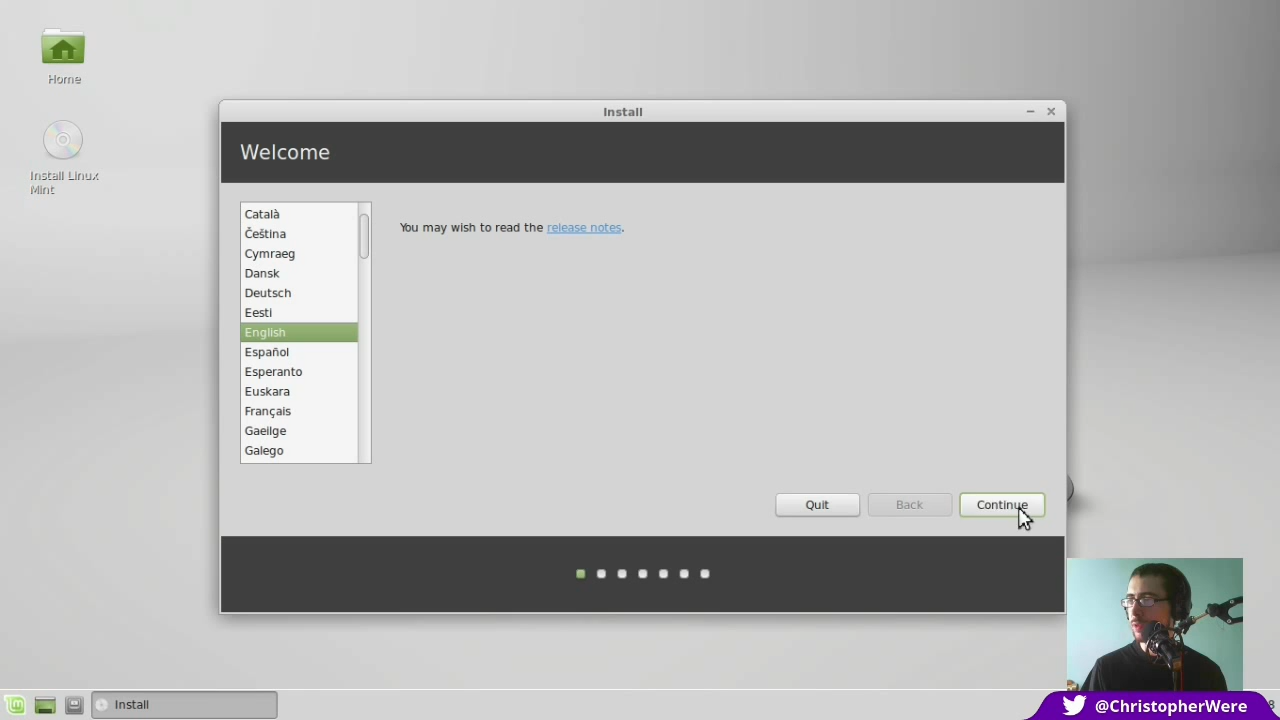 Home
Install Linux
Mint
Install
Welcome
Català
Čeština
Cymraeg
Dansk
Deutsch
Eesti
English
Español
Esperanto
Euskara
Français
Gaeilge
Galego
You may wish to read the release notes.
Quit
Back
Continue
Install
@ChristopherWere
8